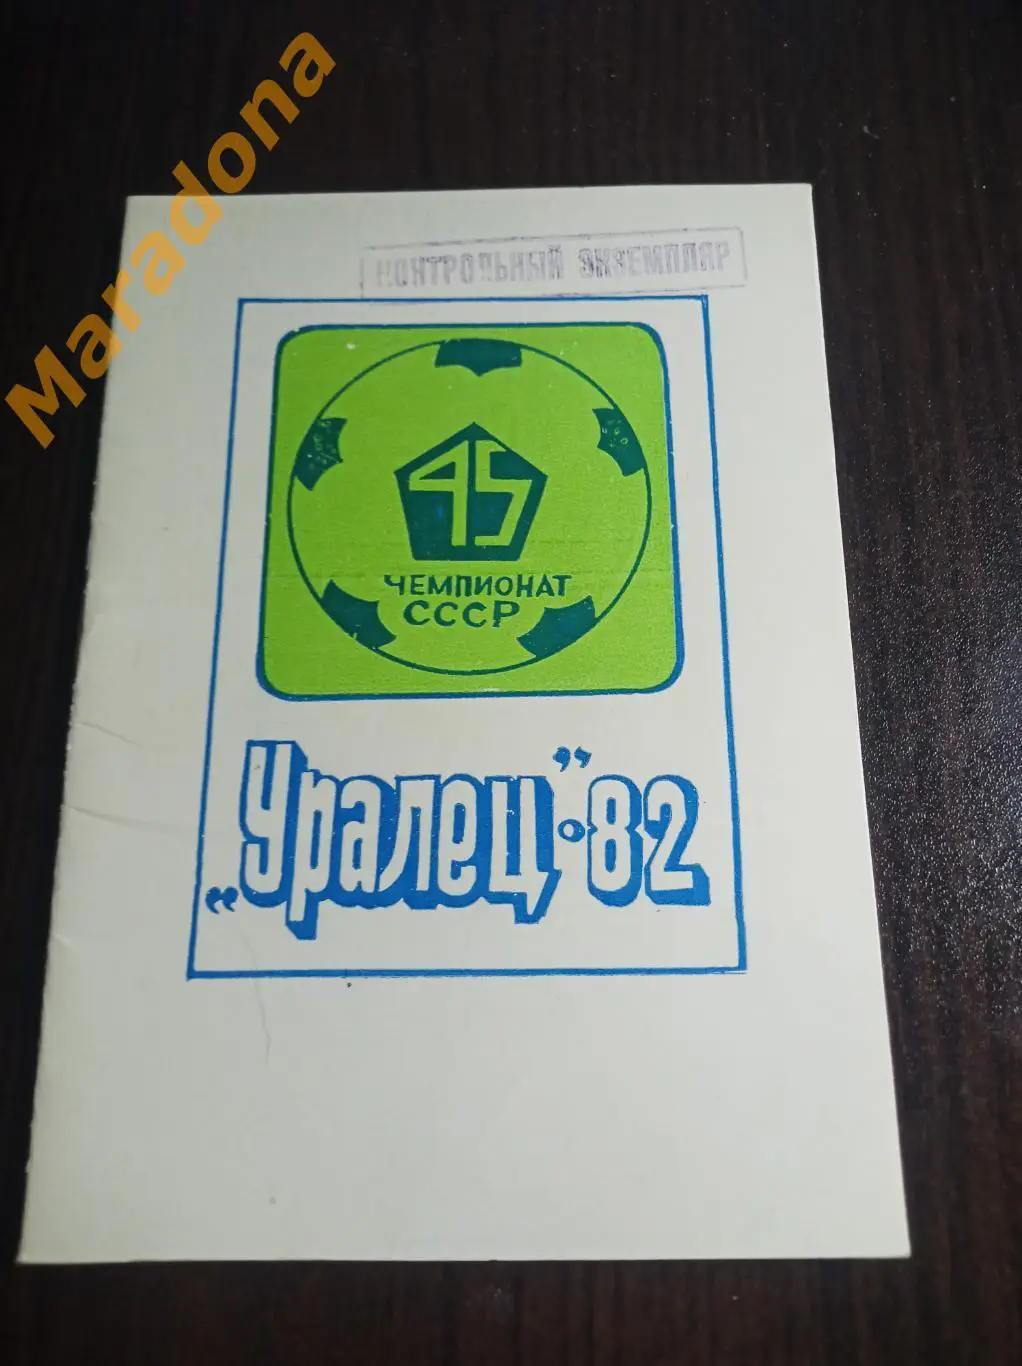 Maradona
КОНТРОЛЬНЫЙ ЭКЗЕМПЛЯР
45
ЧЕМПИОНАТ
СССР
„Уралец”·82